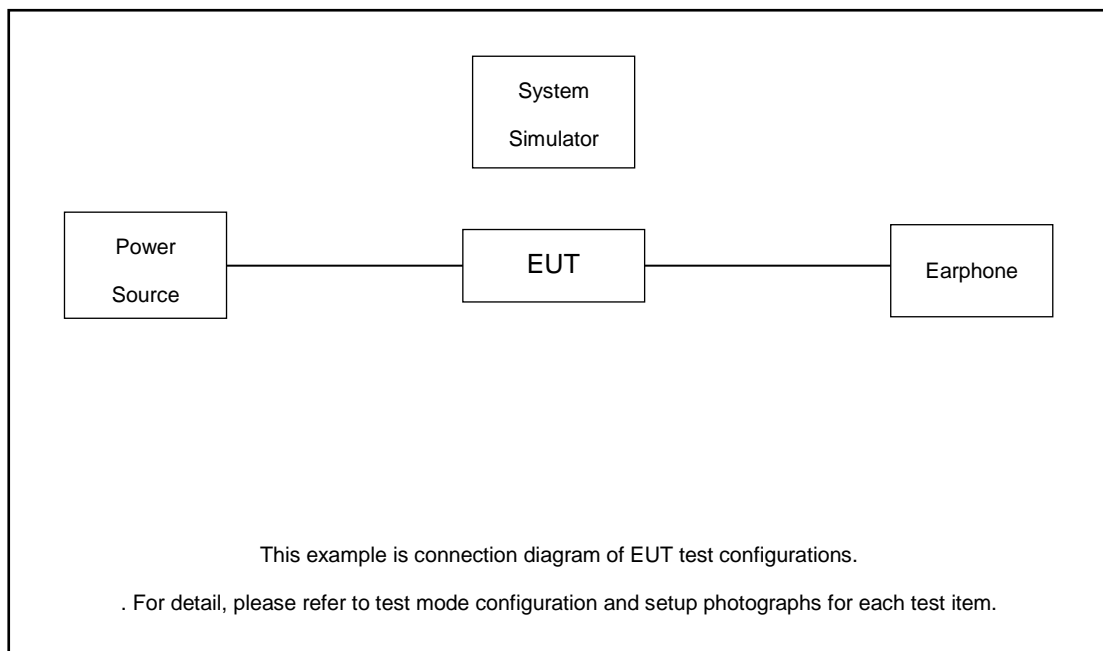 System
Simulator
Power
Source
EUT
Earphone
This example is connection diagram of EUT test configurations.
. For detail, please refer to test mode configuration and setup photographs for each test item.